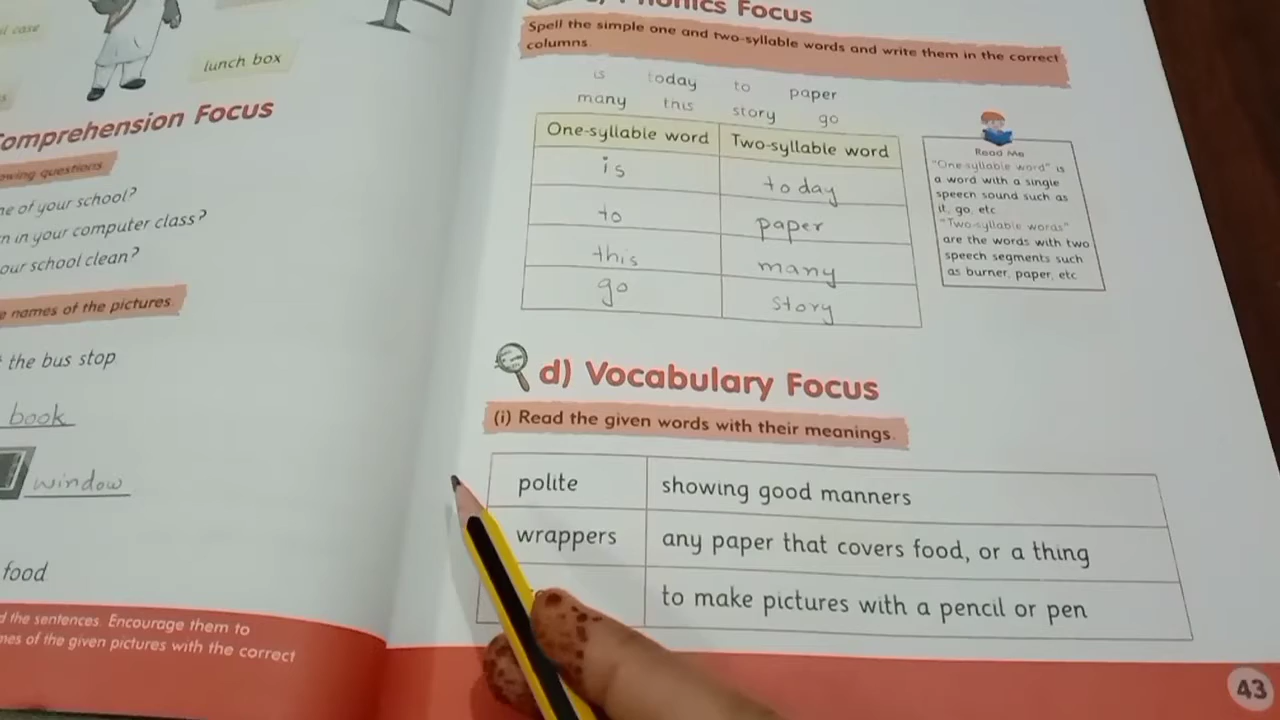 lunch box
Comprehension Focus
owing questions
me of your school?
n in your computer class?
our school clean?
e names of the pictures.
the bus stop
book
window
food
d the sentences. Encourage them to
mes of the given pictures with the correct
Phonics Focus
Spell the simple one and two-syllable words and write them in the correct
columns.
is today to paper
many this story go
One-syllable word Two-syllable word
is today
to paper
this many
go story
Read Me
"One syllable word" is
a word with a single
speech sound such as
it, go, etc
"Two-syllable words"
are the words with two
speech segments such
as burner, paper, etc
d) Vocabulary Focus
(i) Read the given words with their meanings.
polite showing good manners
wrappers any paper that covers food, or a thing
to make pictures with a pencil or pen
43